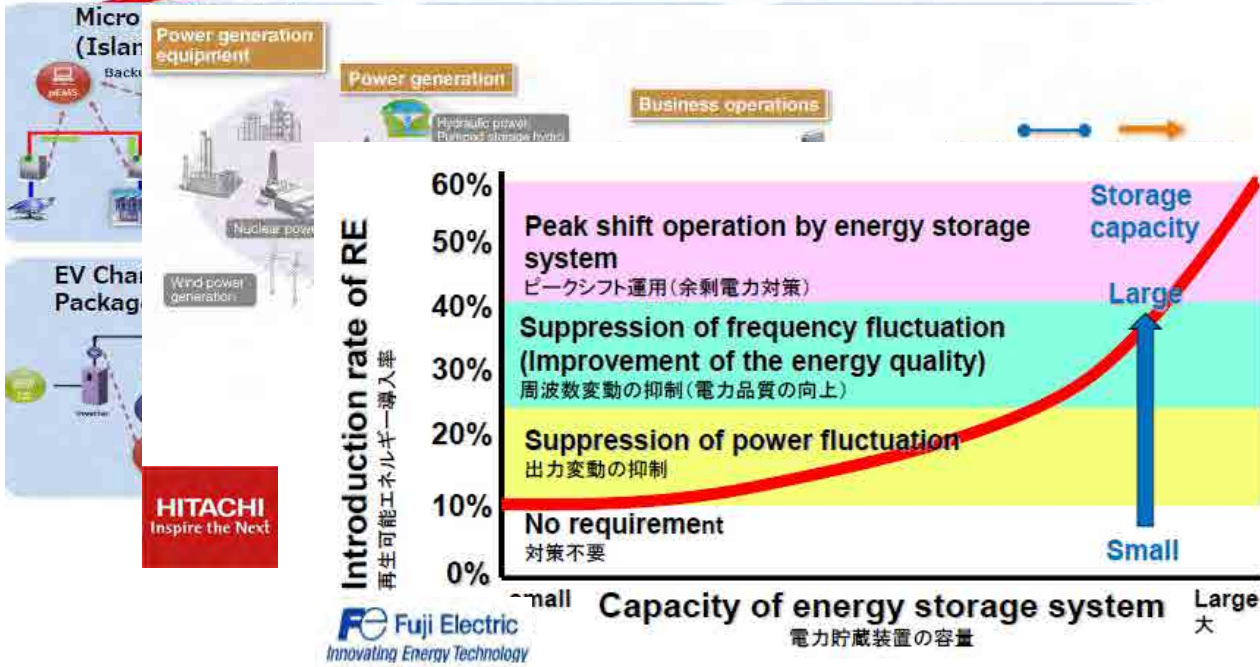 Micro
(Islan
Backu
μEMS
EV Cha
Packag
Inverter
Power generation
equipment
Power generation
Hydraulic power,
Pumped storage hydro
Business operations
Nuclear power
Wind power
generation
HITACHI
Inspire the Next
Introduction rate of RE
再生可能エネルギー導入率
60%
50%
40%
30%
20%
10%
0%
Storage
capacity
Large
Small
Peak shift operation by energy storage
system
ピークシフト運用(余剰電力対策)
Suppression of frequency fluctuation
(Improvement of the energy quality)
周波数変動の抑制(電力品質の向上)
Suppression of power fluctuation
出力変動の抑制
No requirement
対策不要
mall
Capacity of energy storage system
電力貯蔵装置の容量
Large
大
Fe Fuji Electric
Innovating Energy Technology